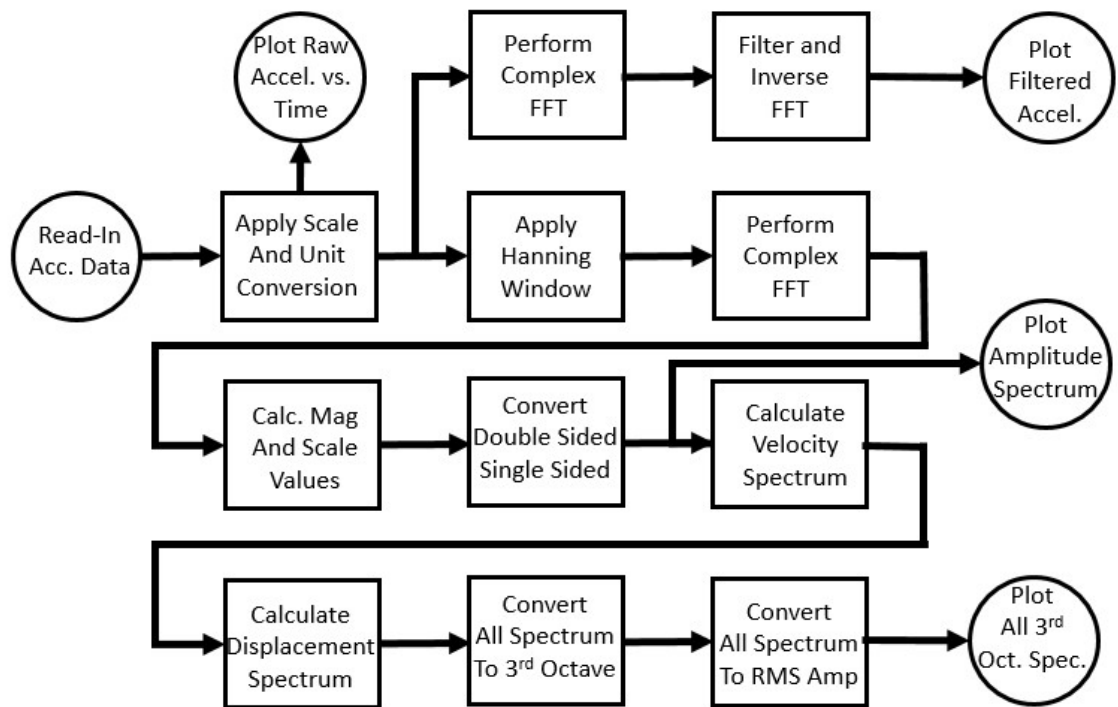 Plot Raw
Accel. vs.
Time
Perform
Complex
FFT
Filter and
Inverse
FFT
Plot
Filtered
Accel.
Read-In
Acc. Data
Apply Scale
And Unit
Conversion
Apply
Hanning
Window
Perform
Complex
FFT
Plot
Amplitude
Spectrum
Calc. Mag
And Scale
Values
Convert
Double Sided
Single Sided
Calculate
Velocity
Spectrum
Calculate
Displacement
Spectrum
Convert
All Spectrum
To 3rd Octave
Convert
All Spectrum
To RMS Amp
Plot
All 3rd
Oct. Spec.